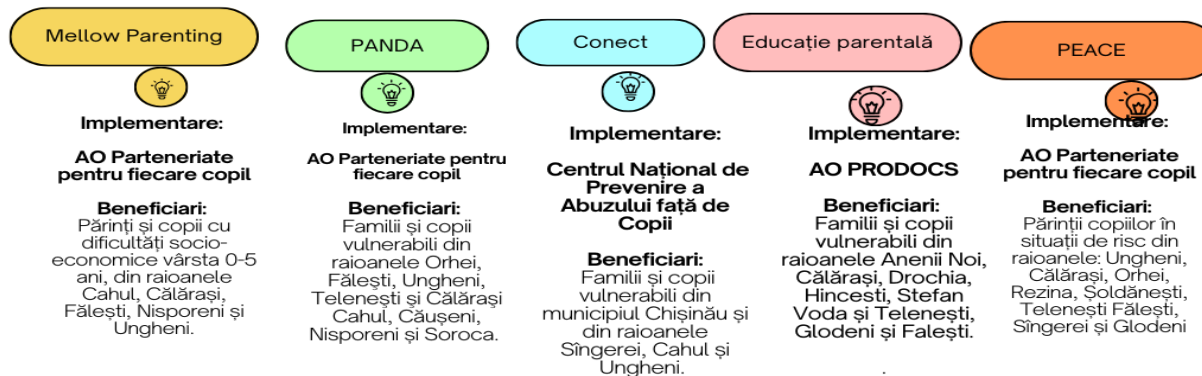 Mellow Parenting
Implementare:
AO Parteneriate
pentru fiecare copil
Beneficiari:
Părinți și copii cu
dificultăți socio-
economice vârsta 0-5
ani, din raioanele
Cahul, Călărași,
Fălești, Nisporeni și
Ungheni.
PANDA
Implementare:
AO Parteneriate pentru
fiecare copil
Beneficiari:
Familii și copii
vulnerabili din
raioanele Orhei,
Făleşti, Ungheni,
Telenești și Călăraşi
Cahul, Căușeni,
Nisporeni și Soroca.
Conect
Implementare:
Centrul Național de
Prevenire a
Abuzului față de
Copii
Beneficiari:
Familii și copii
vulnerabili din
municipiul Chișinău și
din raioanele
Sîngerei, Cahul și
Ungheni.
Educație parentală
Implementare:
AO PRODOCS
Beneficiari:
Familii și copii
vulnerabili din
raioanele Anenii Noi,
Călărași, Drochia,
Hincesti, Stefan
Voda și Telenești,
Glodeni și Falești.
.
PEACE
Implementare:
AO Parteneriate
pentru fiecare copil
Beneficiari:
Părinții copiilor în
situații de risc din
raioane: Ungheni,
Călărași, Orhei,
Rezina, Șoldănești,
Telenești Fălești,
Sîngerei și Glodeni